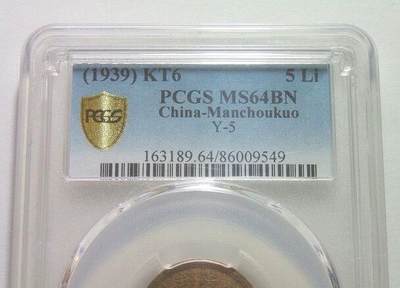 (1939) KT6 5 Li
PCGS MS64BN
China-Manchoukuo
Y-5
163189.64/86009549
PCGS